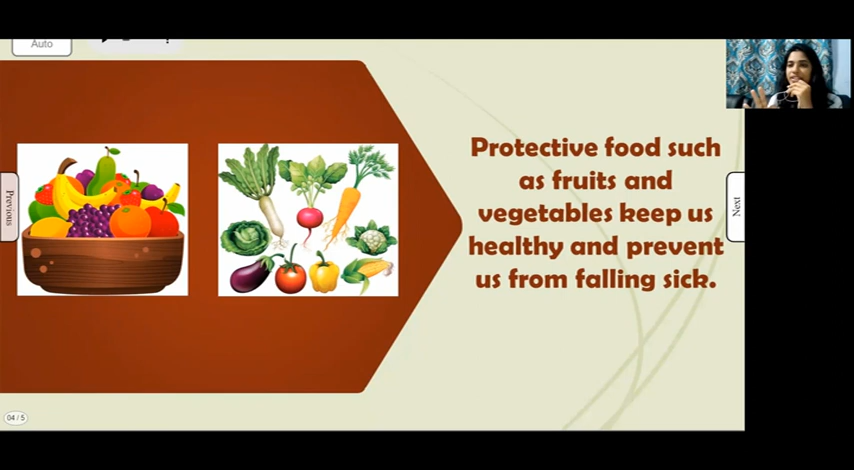 Auto
Protective food such
as fruits and
vegetables keep us
healthy and prevent
us from falling sick.
Previous
Next
04 / 5